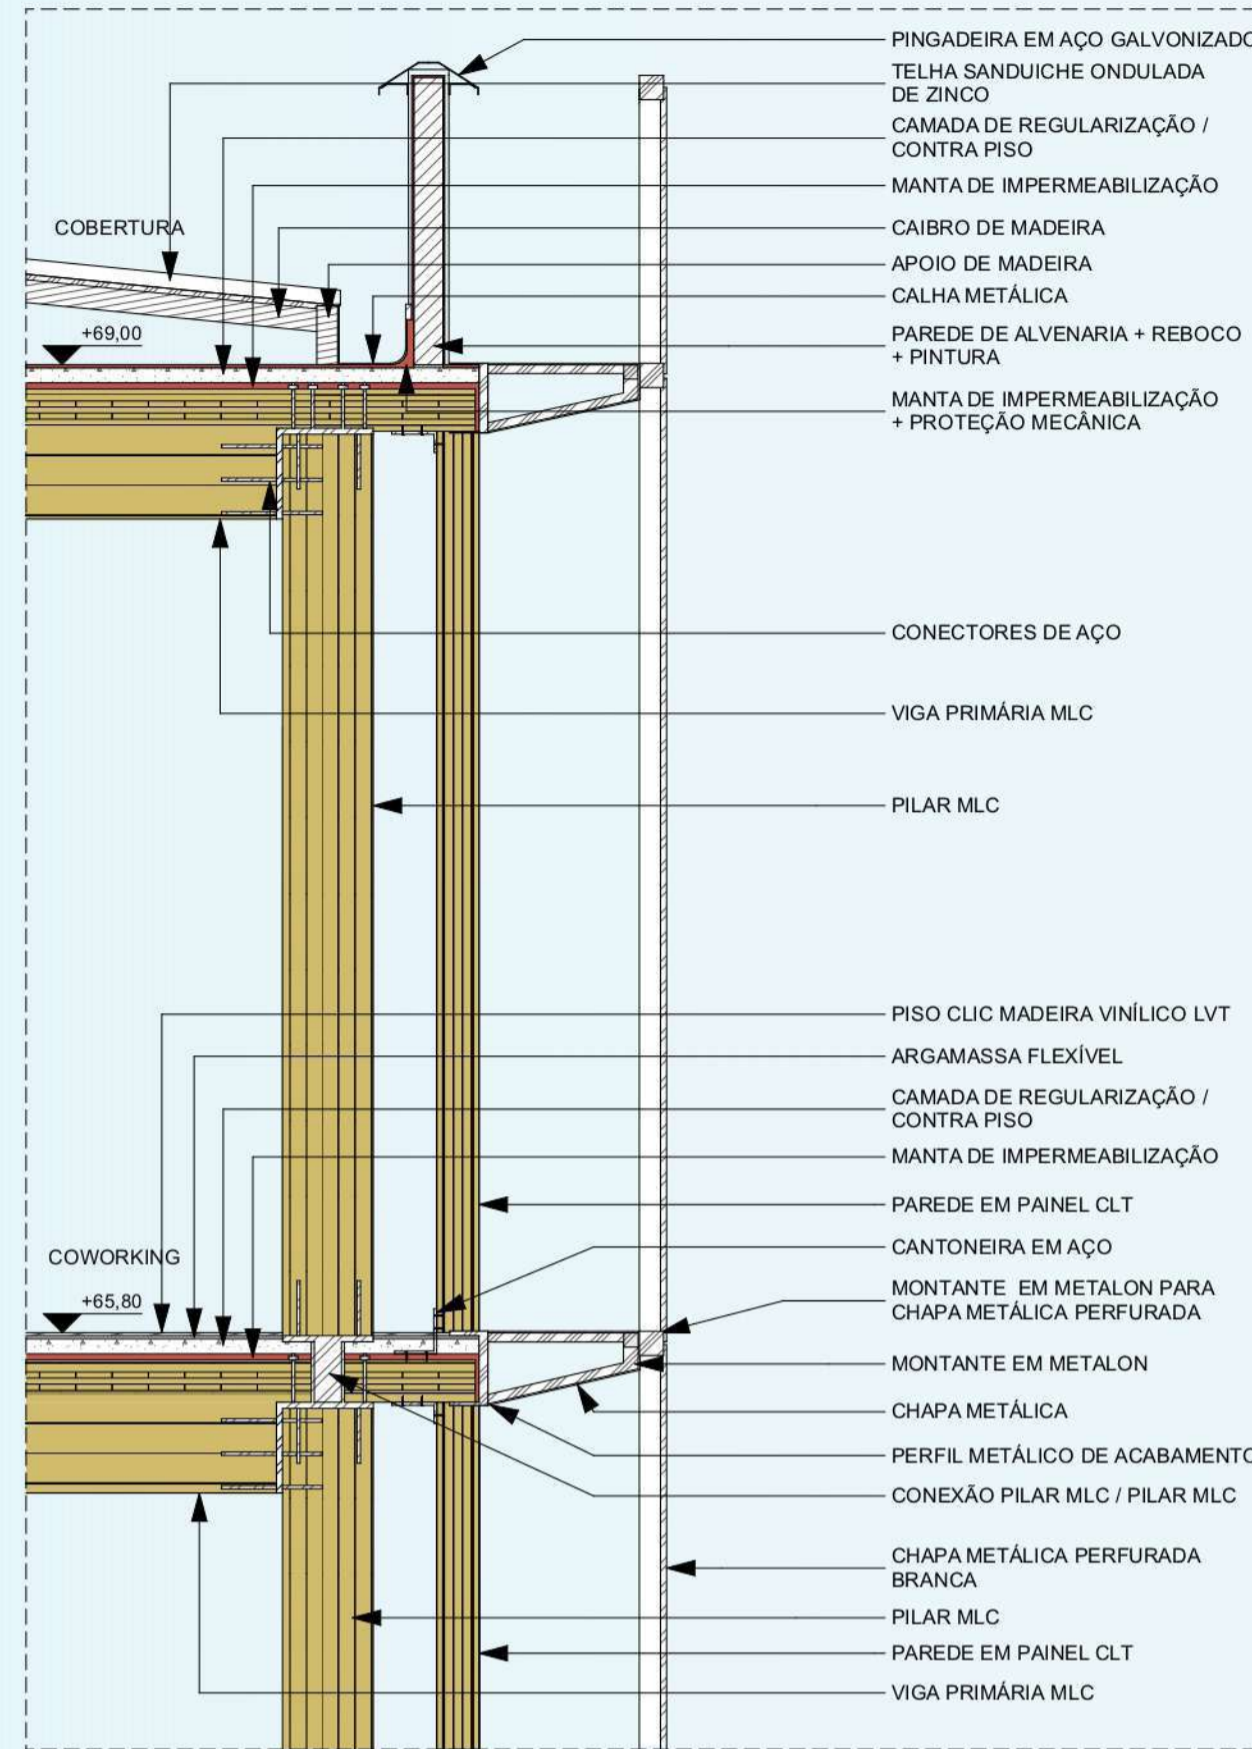 PINGADEIRA EM AÇO GALVONIZADO
TELHA SANDUICHE ONDULADA
DE ZINCO
CAMADA DE REGULARIZAÇÃO /
CONTRA PISO
MANTA DE IMPERMEABILIZAÇÃO
COBERTURA
CAIBRO DE MADEIRA
APOIO DE MADEIRA
CALHA METÁLICA
+69,00
PAREDE DE ALVENARIA + REBOCO
+ PINTURA
MANTA DE IMPERMEABILIZAÇÃO
+ PROTEÇÃO MECÂNICA
CONECTORES DE AÇO
VIGA PRIMÁRIA MLC
PILAR MLC
PISO CLIC MADEIRA VINÍLICO LVT
ARGAMASSA FLEXÍVEL
CAMADA DE REGULARIZAÇÃO /
CONTRA PISO
MANTA DE IMPERMEABILIZAÇÃO
PAREDE EM PAINEL CLT
CANTONEIRA EM AÇO
COWORKING
+65,80
MONTANTE EM METALON PARA
CHAPA METÁLICA PERFURADA
MONTANTE EM METALON
CHAPA METÁLICA
PERFIL METÁLICO DE ACABAMENTO
CONEXÃO PILAR MLC / PILAR MLC
CHAPA METÁLICA PERFURADA
BRANCA
PILAR MLC
PAREDE EM PAINEL CLT
VIGA PRIMÁRIA MLC